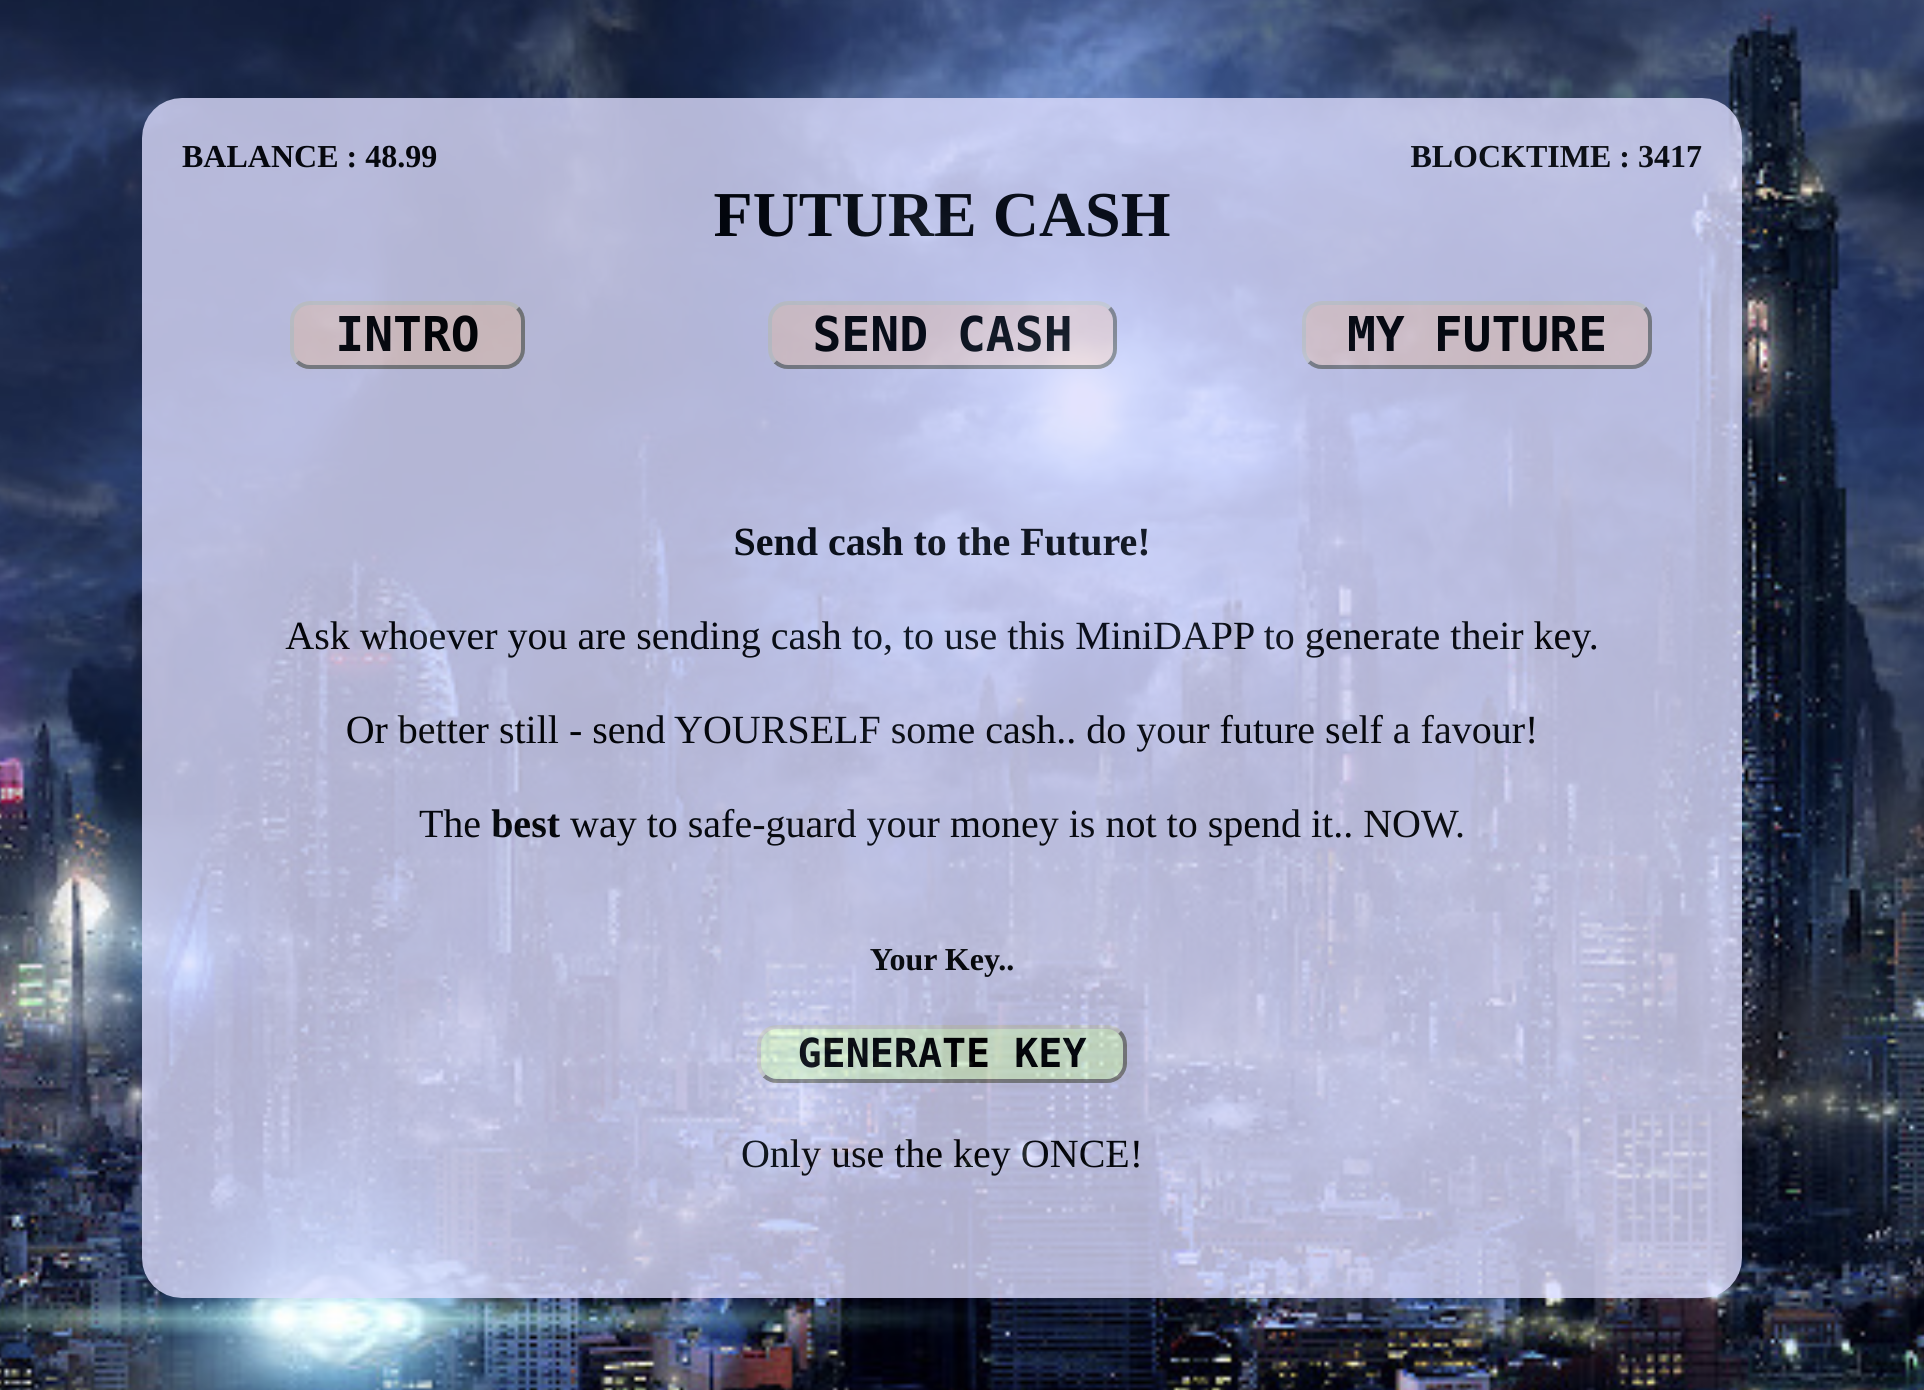 BALANCE : 48.99
BLOCKTIME : 3417
FUTURE CASH
INTRO
SEND CASH
MY FUTURE
Send cash to the Future!
Ask whoever you are sending cash to, to use this MiniDAPP to generate their key.
Or better still - send YOURSELF some cash.. do your future self a favour!
The best way to safe-guard your money is not to spend it.. NOW.
Your Key..
GENERATE KEY
Only use the key ONCE!